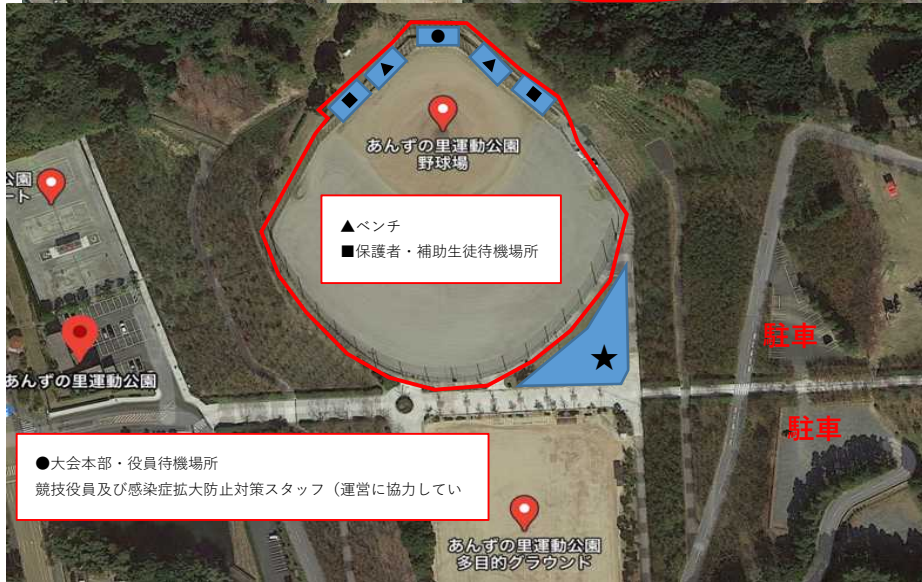 あんずの里運動公園
野球場
公園
ート
▲ベンチ
■保護者・補助生徒待機場所
駐車
あんずの里運動公園
駐車
●大会本部・役員待機場所
競技役員及び感染症拡大防止対策スタッフ(運営に協力してい
あんずの里運動公園
多目的グラウンド